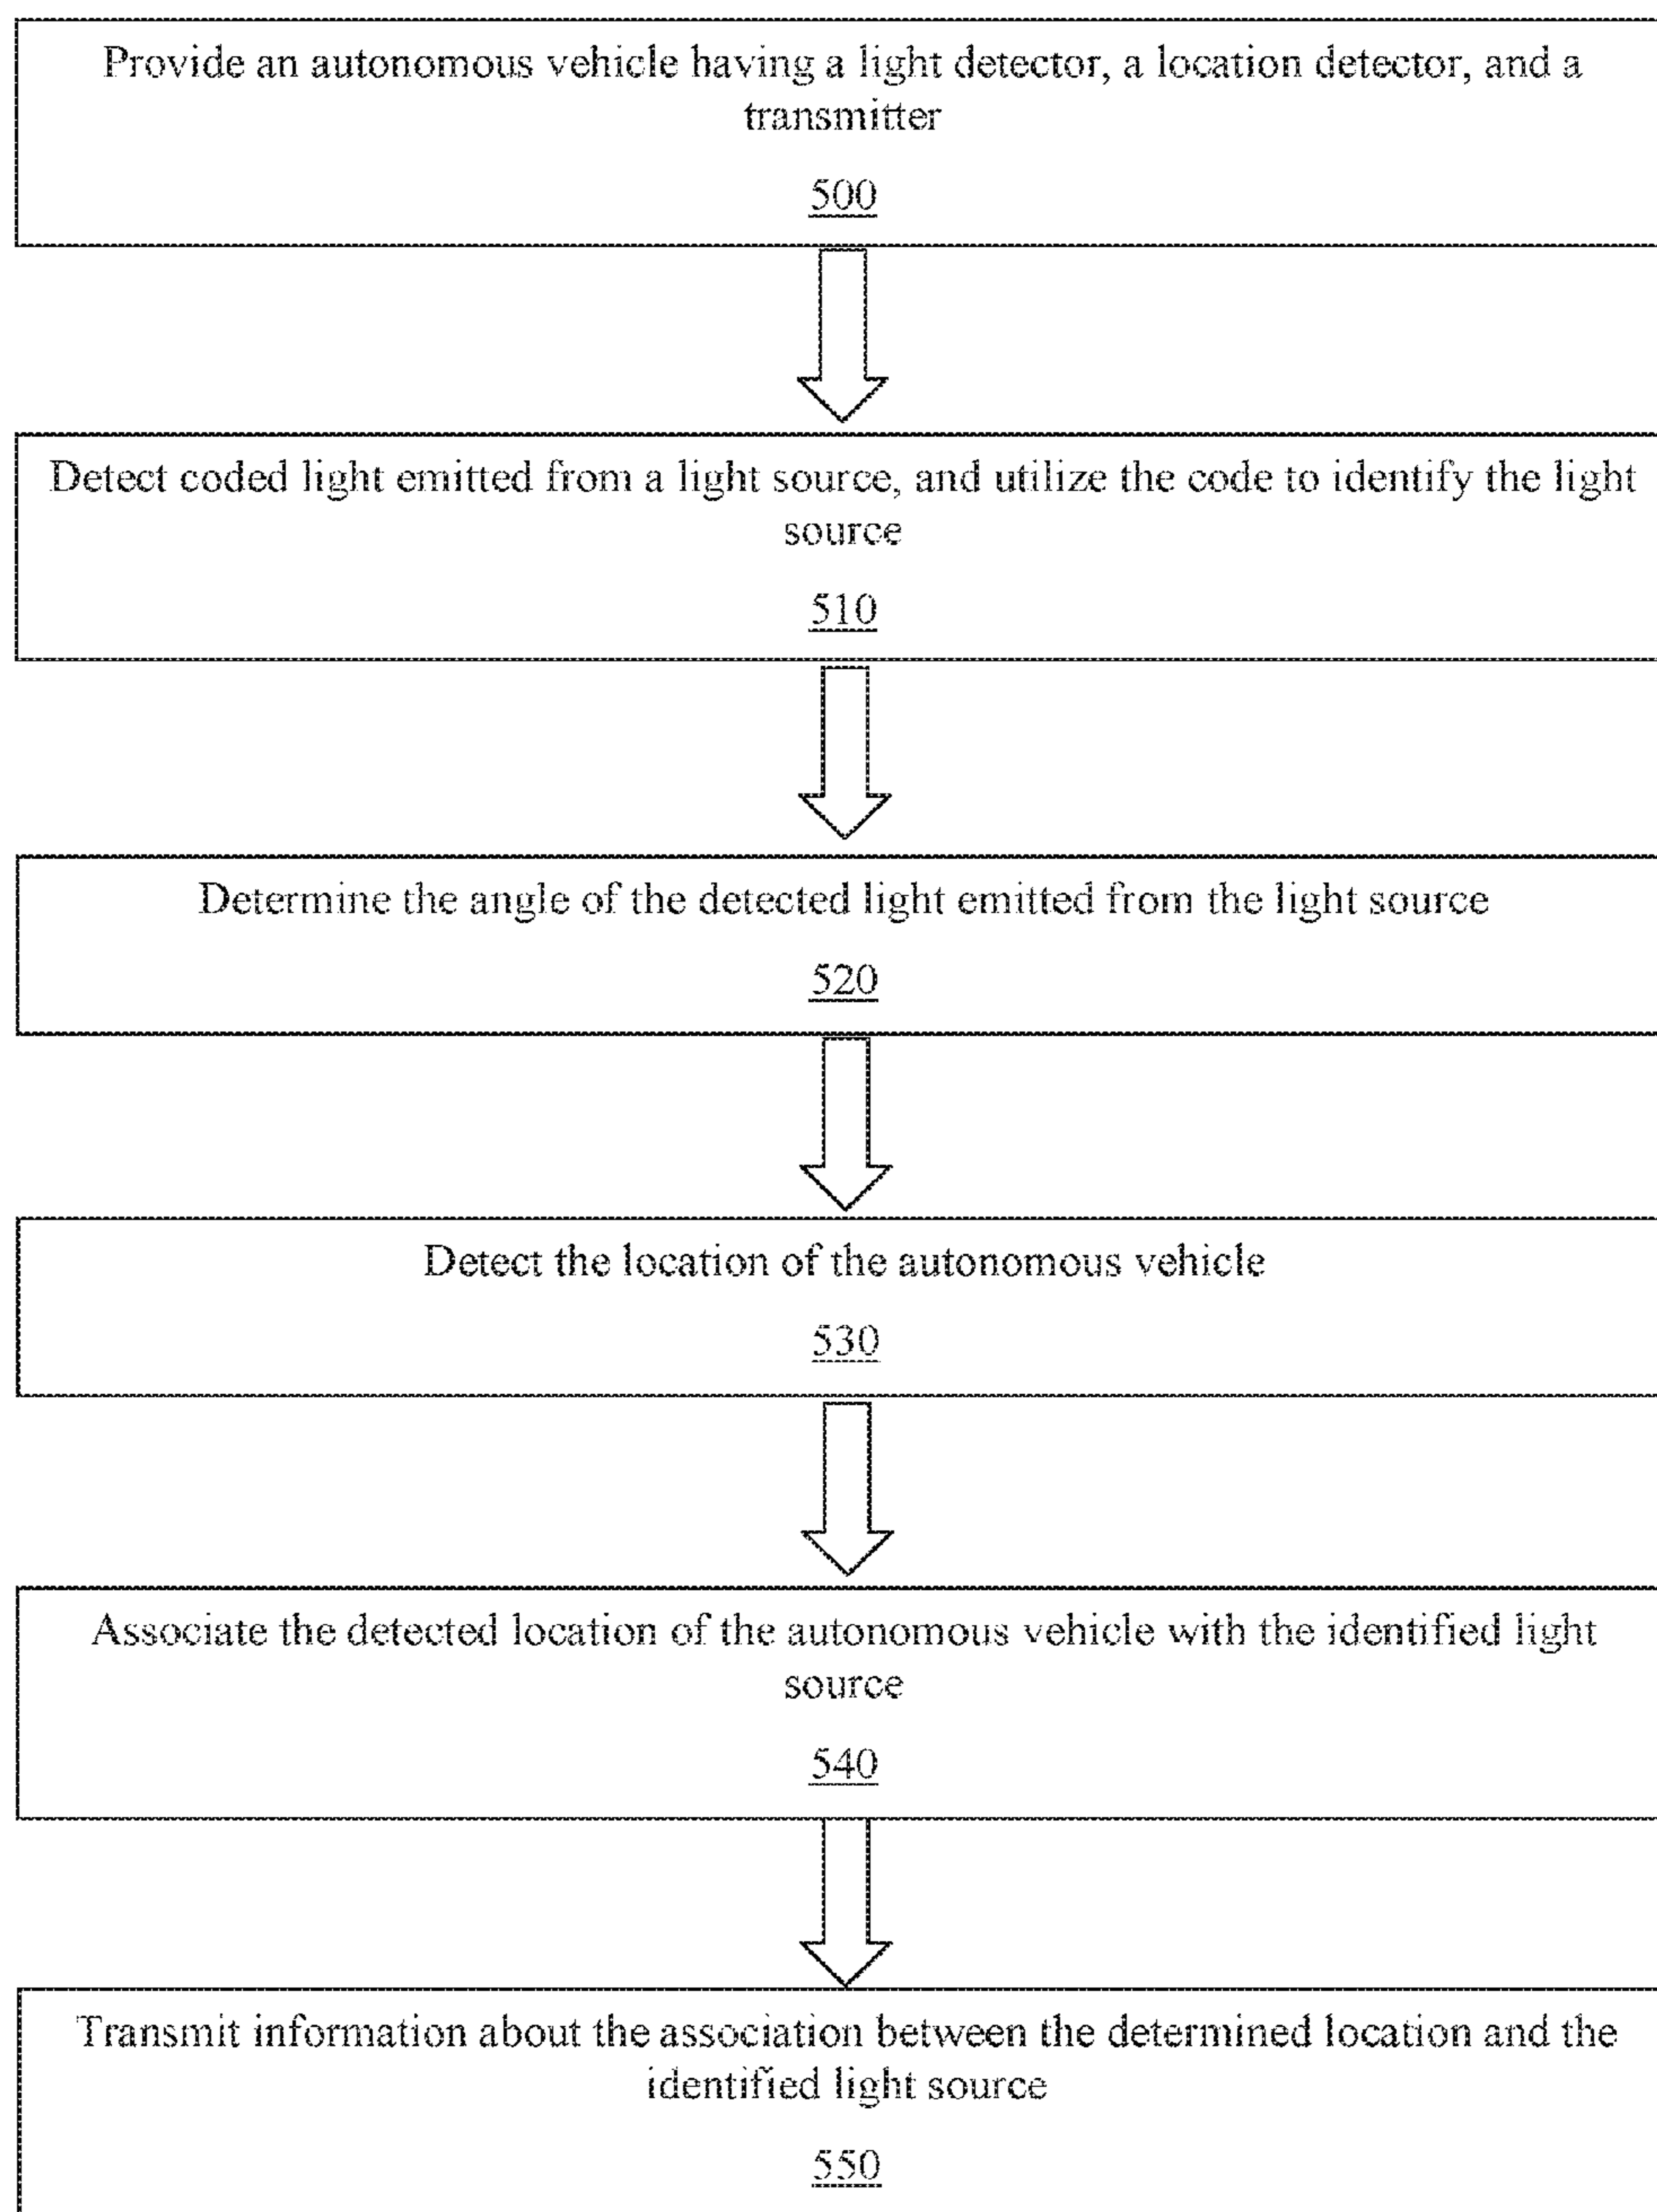 Provide an autonomous vehicle having a light detector, a location detector, and a
transmitter
500
Detect coded light emitted from a light source, and utilize the code to identify the light
source
510
Determine the angle of the detected light emitted from the light source
520
Detect the location of the autonomous vehicle
530
Associate the detected location of the autonomous vehicle with the identified light
source
540
Transmit information about the association between the determined location and the
identified light source
550